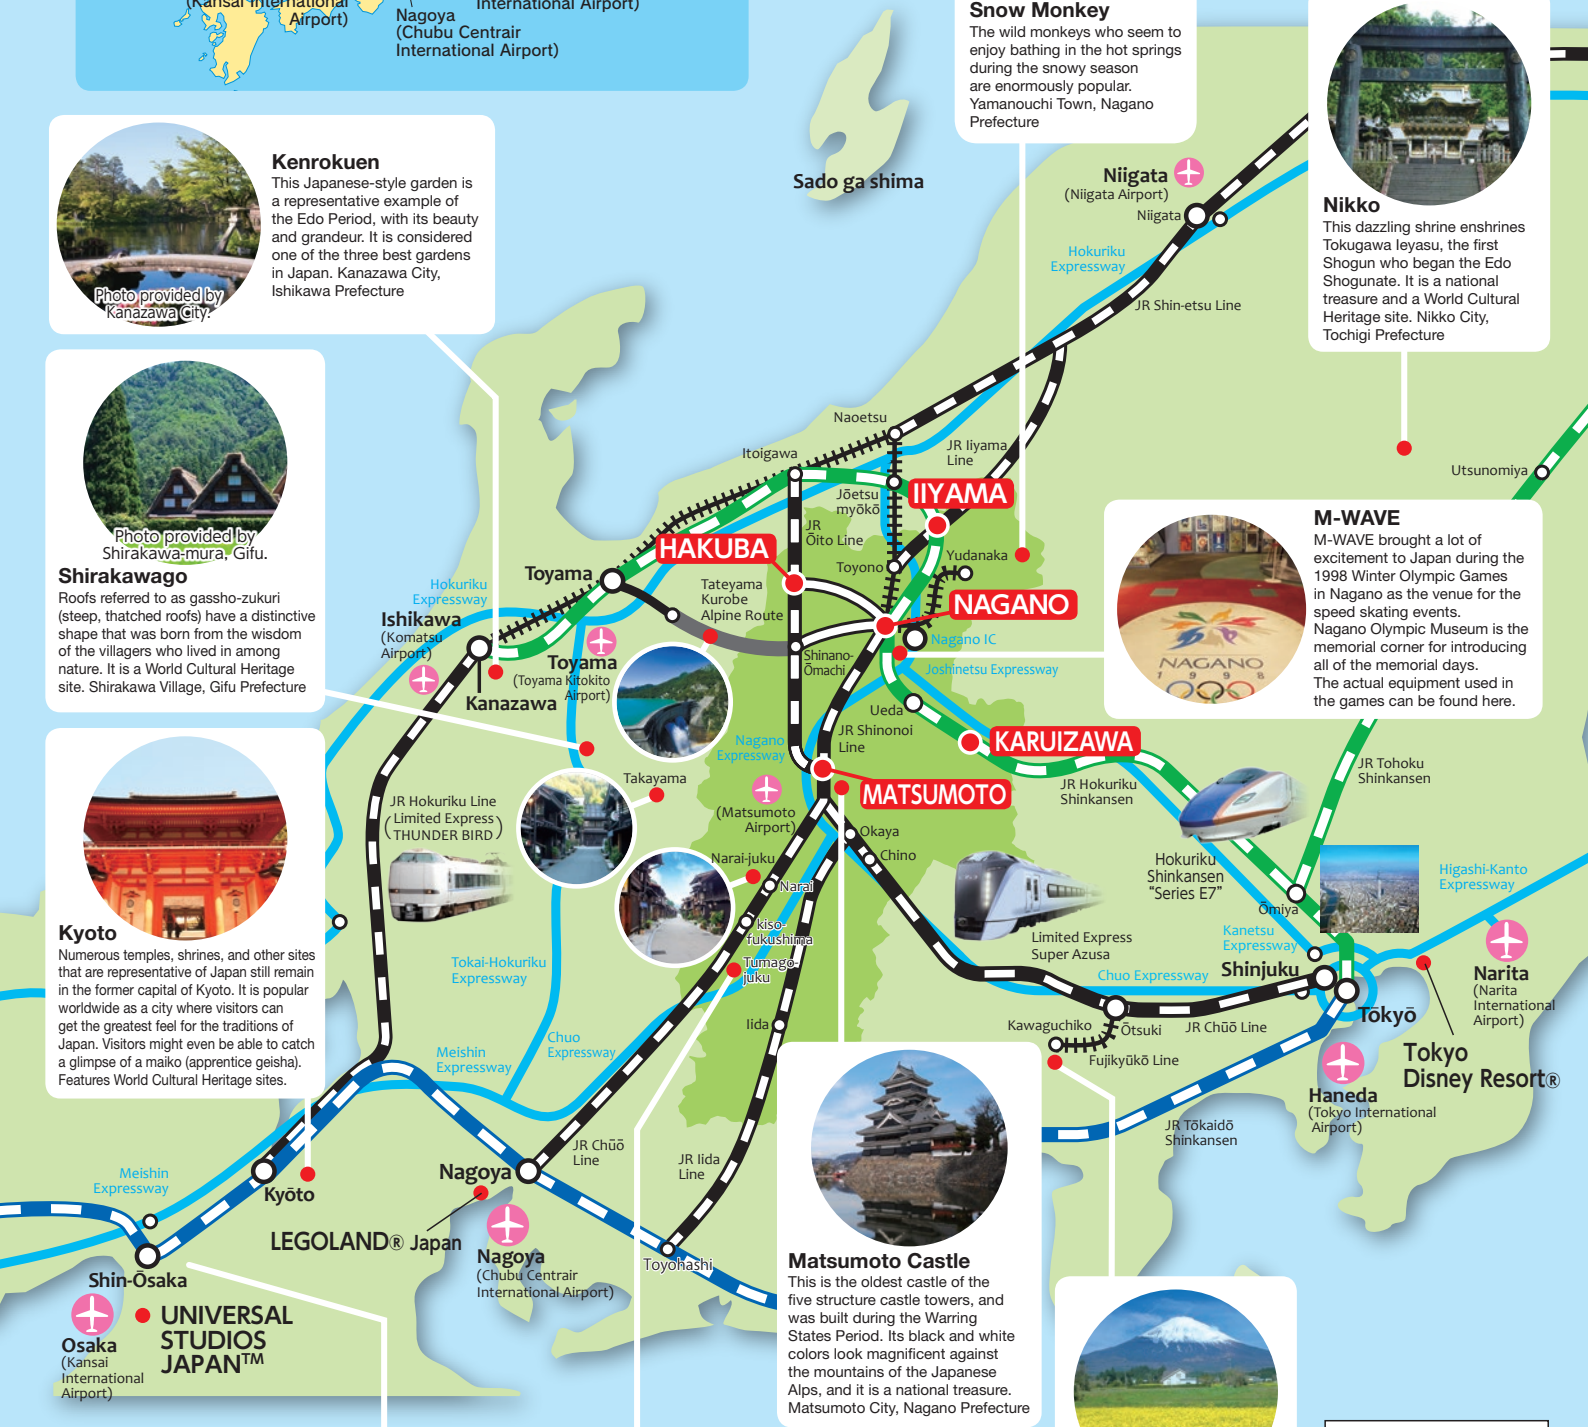 (Kansai International
Airport)
Nagoya
(Chubu Centrair
International Airport)
International Airport)
Snow Monkey
The wild monkeys who seem to
enjoy bathing in the hot springs
during the snowy season
are enormously popular.
Yamanouchi Town, Nagano
Prefecture
Kenrokuen
This Japanese-style garden is
a representative example of
the Edo Period, with its beauty
and grandeur. It is considered
one of the three best gardens
in Japan. Kanazawa City,
Ishikawa Prefecture
Photo provided by
Kanazawa City.
Sado ga shima
Niigata
(Niigata Airport)
Niigata
Hokuriku
Expressway
JR Shin-etsu Line
Nikko
This dazzling shrine enshrines
Tokugawa Ieyasu, the first
Shogun who began the Edo
Shogunate. It is a national
treasure and a World Cultural
Heritage site. Nikko City,
Tochigi Prefecture
Photo provided by
Shirakawa-mura, Gifu.
Shirakawago
Roofs referred to as gassho-zukuri
(steep, thatched roofs) have a distinctive
shape that was born from the wisdom
of the villagers who lived in among
nature. It is a World Cultural Heritage
site. Shirakawa Village, Gifu Prefecture
Naoetsu
Itoigawa
JR Iiyama
Line
Utsunomiya
Jōetsu
myōkō
IIYAMA
JR
Ōito Line
HAKUBA
Toyono
Yudanaka
Toyama
Tateyama
Kurobe
Alpine Route
Hokuriku
Expressway
NAGANO
Ishikawa
(Komatsu
Airport)
Nagano IC
Toyama
(Toyama Kitokito
Airport)
Shinano-
Ōmachi
Joshinetsu Expressway
Kanazawa
M-WAVE
M-WAVE brought a lot of
excitement to Japan during the
1998 Winter Olympic Games
in Nagano as the venue for the
speed skating events.
Nagano Olympic Museum is the
memorial corner for introducing
all of the memorial days.
The actual equipment used in
the games can be found here.
NAGANO
1998
Ueda
JR Shinonoi
Line
Nagano
Expressway
KARUIZAWA
MATSUMOTO
JR Hokuriku
Shinkansen
JR Tohoku
Shinkansen
Takayama
(Matsumoto
Airport)
JR Hokuriku Line
(Limited Express
THUNDER BIRD)
Okaya
Chino
Narai-juku
Narai
kiso-
fukushima
Tumago-
juku
Hokuriku
Shinkansen
"Series E7"
Ōmiya
Higashi-Kanto
Expressway
Kanetsu
Expressway
Limited Express
Super Azusa
Chuo Expressway
Shinjuku
Narita
(Narita
International
Airport)
Tōkyō
Kyoto
Numerous temples, shrines, and other sites
that are representative of Japan still remain
in the former capital of Kyoto. It is popular
worldwide as a city where visitors can
get the greatest feel for the traditions of
Japan. Visitors might even be able to catch
a glimpse of a maiko (apprentice geisha).
Features World Cultural Heritage sites.
Tokai-Hokuriku
Expressway
Iida
Kawaguchiko
Ōtsuki
JR Chūō Line
Fujikyūkō Line
Chuo
Expressway
Meishin
Expressway
Tokyo
Disney Resort®
Haneda
(Tokyo International
Airport)
JR Tōkaidō
Shinkansen
JR Chūō
Line
JR Iida
Line
Meishin
Expressway
Nagoya
Kyōto
LEGOLAND® Japan
Nagoya
(Chubu Centrair
International Airport)
Toyohashi
Shin-Ōsaka
Osaka
(Kansai
International
Airport)
UNIVERSAL
STUDIOS
JAPAN™
Matsumoto Castle
This is the oldest castle of the
five structure castle towers, and
was built during the Warring
States Period. Its black and white
colors look magnificent against
the mountains of the Japanese
Alps, and it is a national treasure.
Matsumoto City, Nagano Prefecture